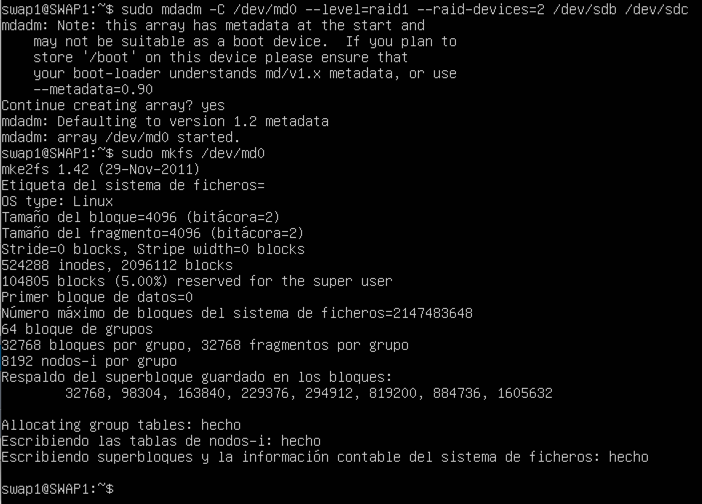 swap1@SWAP1:~$ sudo mdadm -C /dev/md0 --level=raid1 --raid-devices=2 /dev/sdb /dev/sdc
mdadm: Note: this array has metadata at the start and
    may not be suitable as a boot device.  If you plan to
    store '/boot' on this device please ensure that
    your boot-loader understands md/v1.x metadata, or use
    --metadata=0.90
Continue creating array? yes
mdadm: Defaulting to version 1.2 metadata
mdadm: array /dev/md0 started.
swap1@SWAP1:~$ sudo mkfs /dev/md0
mke2fs 1.42 (29-Nov-2011)
Etiqueta del sistema de ficheros=
OS type: Linux
Tamaño del bloque=4096 (bitácora=2)
Tamaño del fragmento=4096 (bitácora=2)
Stride=0 blocks, Stripe width=0 blocks
524288 inodes, 2096112 blocks
104805 blocks (5.00%) reserved for the super user
Primer bloque de datos=0
Número máximo de bloques del sistema de ficheros=2147483648
64 bloque de grupos
32768 bloques por grupo, 32768 fragmentos por grupo
8192 nodos-i por grupo
Respaldo del superbloque guardado en los bloques:
        32768, 98304, 163840, 229376, 294912, 819200, 884736, 1605632
Allocating group tables: hecho
Escribiendo las tablas de nodos-i: hecho
Escribiendo superbloques y la información contable del sistema de ficheros: hecho
swap1@SWAP1:~$